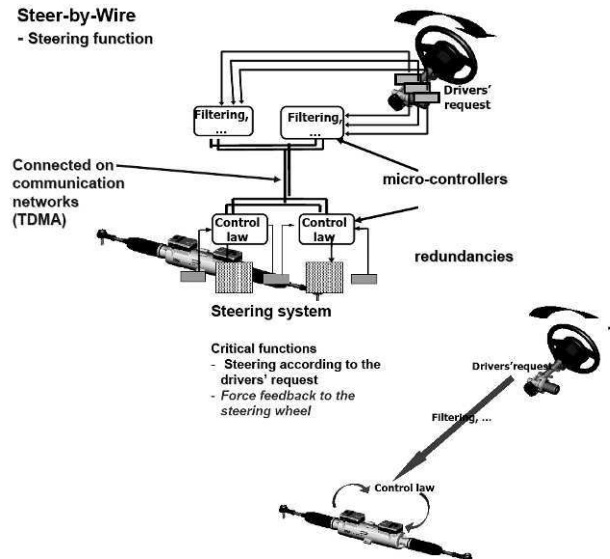 Steer-by-Wire
- Steering function
Drivers'
request
Filtering,
...
Filtering,
...
Connected on
communication
networks
(TDMA)
micro-controllers
Control
law
Control
law
redundancies
Steering system
Critical functions
- Steering according to the
drivers' request
- Force feedback to the
steering wheel
Drivers'request
Filtering, ...
Control law